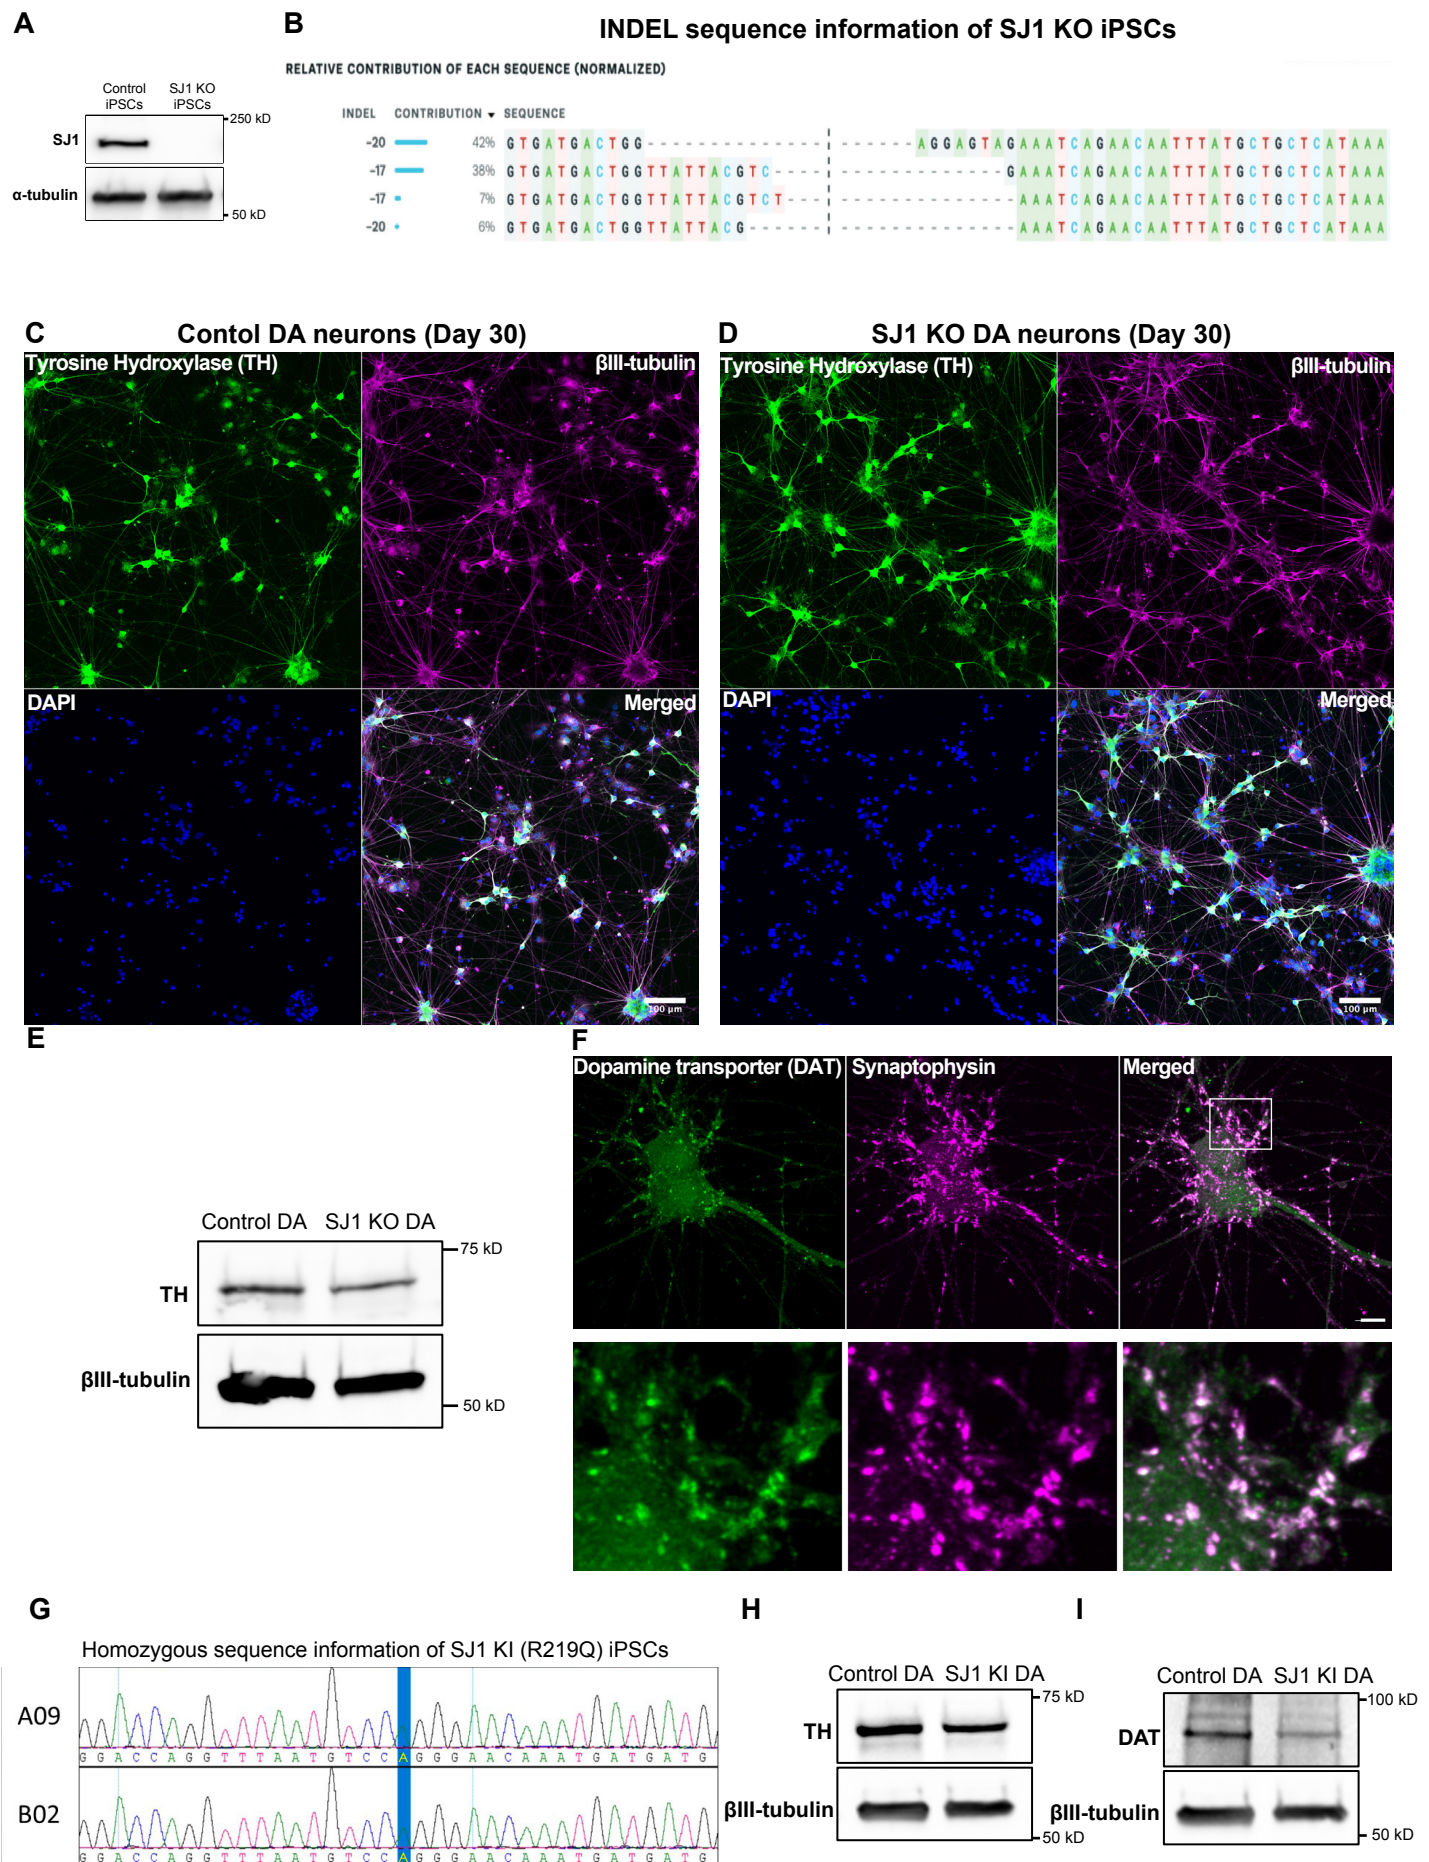 A
B
INDEL sequence information of SJ1 KO iPSCs
RELATIVE CONTRIBUTION OF EACH SEQUENCE (NORMALIZED)
Control iPSCs
SJ1 KO iPSCs
250 kD
SJ1
α-tubulin
50 kD
INDEL CONTRIBUTION ▼ SEQUENCE
-20 42% GTGATGACTGG - - - - - - - - - - - - - - - - - - - - AGGAGTAGAAATCAGAACAATTTATGCTGCTCATAAA
-17 38% GTGATGACTGGTTATTACGTC - - - - - - - - - - - - - - - - - GAAATCAGAACAATTTATGCTGCTCATAAA
-17 7% GTGATGACTGGTTATTACGTCT - - - - - - - - - - - - - - - - - AAATCAGAACAATTTATGCTGCTCATAAA
-20 6% GTGATGACTGGTTATTACG - - - - - - - - - - - - - - - - - - - - AAATCAGAACAATTTATGCTGCTCATAAA
C
Contol DA neurons (Day 30)
Tyrosine Hydroxylase (TH)
βIII-tubulin
DAPI
Merged
100 μm
D
SJ1 KO DA neurons (Day 30)
Tyrosine Hydroxylase (TH)
βIII-tubulin
DAPI
Merged
100 μm
E
Control DA SJ1 KO DA
75 kD
TH
βIII-tubulin
50 kD
F
Dopamine transporter (DAT)
Synaptophysin
Merged
G
Homozygous sequence information of SJ1 KI (R219Q) iPSCs
A09
G G A C C A G G T T T A A T G T C C A G G G A A C A A A T G A T G A T G
B02
G G A C C A G G T T T A A T G T C C A G G G A A C A A A T G A T G A T G
H
Control DA SJ1 KI DA
75 kD
TH
βIII-tubulin
50 kD
I
Control DA SJ1 KI DA
100 kD
DAT
βIII-tubulin
50 kD